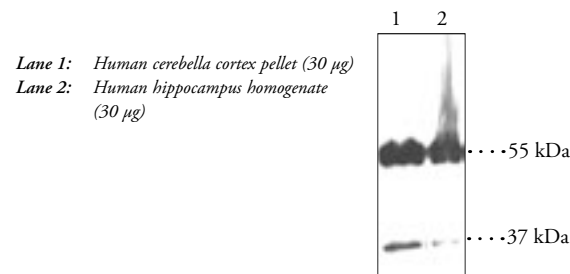 1 2
Lane 1: Human cerebella cortex pellet (30 µg)
Lane 2: Human hippocampus homogenate
(30 µg)
····55 kDa
····37 kDa